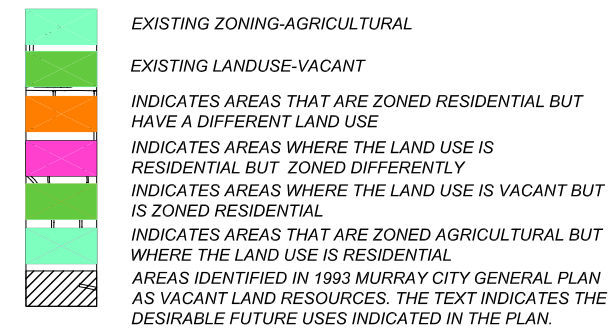 EXISTING ZONING-AGRICULTURAL
EXISTING LANDUSE-VACANT
INDICATES AREAS THAT ARE ZONED RESIDENTIAL BUT
HAVE A DIFFERENT LAND USE
INDICATES AREAS WHERE THE LAND USE IS
RESIDENTIAL BUT ZONED DIFFERENTLY
INDICATES AREAS WHERE THE LAND USE IS VACANT BUT
IS ZONED RESIDENTIAL
INDICATES AREAS THAT ARE ZONED AGRICULTURAL BUT
WHERE THE LAND USE IS RESIDENTIAL
AREAS IDENTIFIED IN 1993 MURRAY CITY GENERAL PLAN
AS VACANT LAND RESOURCES. THE TEXT INDICATES THE
DESIRABLE FUTURE USES INDICATED IN THE PLAN.